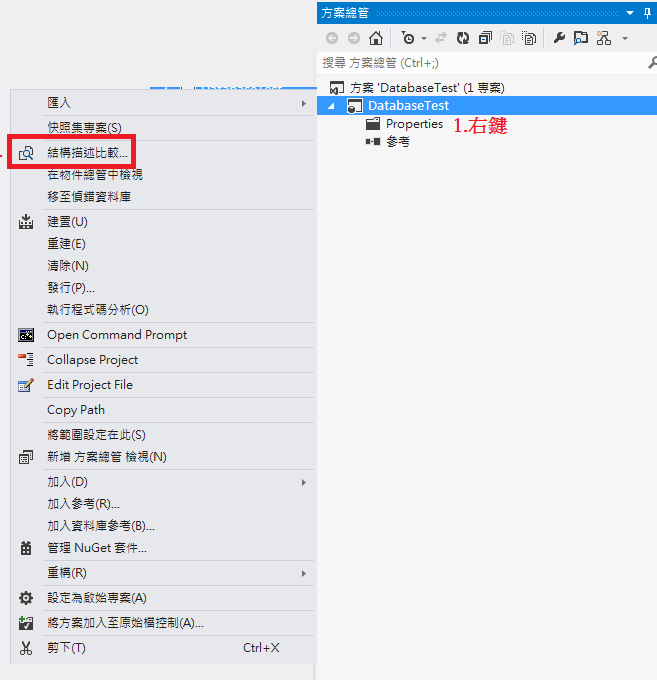 方案總管
搜尋 方案總管 (Ctrl+;)
方案 'DatabaseTest' (1 專案)
DatabaseTest
Properties
1.右鍵
參考
匯入
快照集專案(S)
結構描述比較...
在物件總管中檢視
移至偵錯資料庫
建置(U)
重建(E)
清除(N)
發行(P)...
執行程式碼分析(O)
Open Command Prompt
Collapse Project
Edit Project File
Copy Path
將範圍設定在此(S)
新增 方案總管 檢視(N)
加入(D)
加入參考(R)...
加入資料庫參考(B)...
管理 NuGet 套件...
重構(R)
設定為啟始專案(A)
將方案加入至原始檔控制(A)...
剪下(T) Ctrl+X